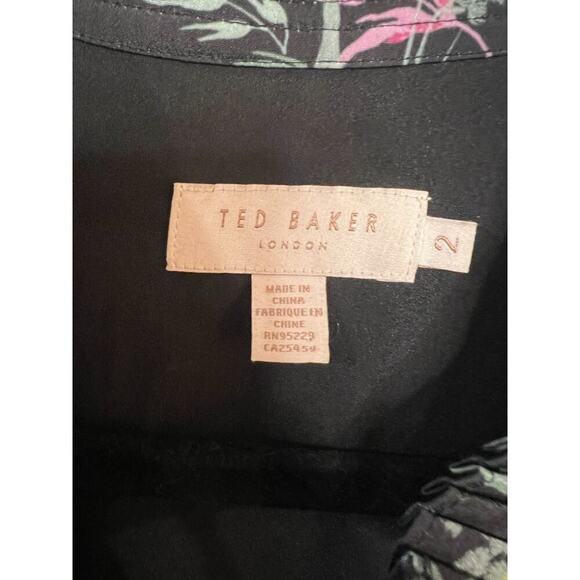 TED BAKER
LONDON
2
MADE IN
CHINA
FABRIQUE EN
CHINE
RN95229
CA25459